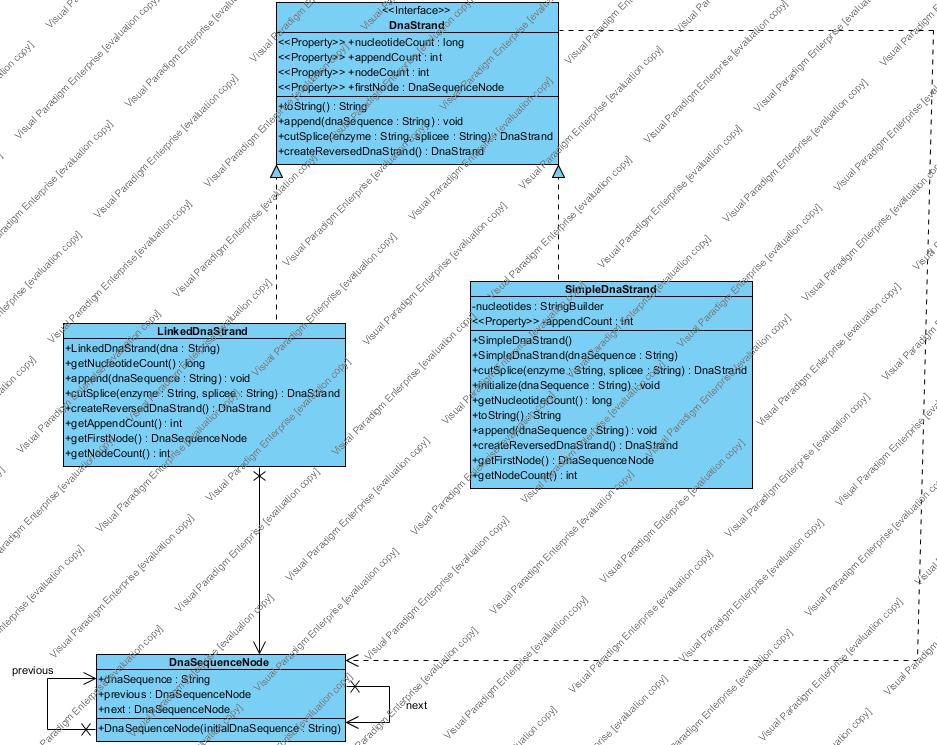 <<Interface>>
DnaStrand
<<Property>> +nucleotideCount : long
<<Property>> +appendCount : int
<<Property>> +nodeCount : int
<<Property>> +firstNode : DnaSequenceNode
+toString() : String
+append(dnaSequence : String) : void
+cutSplice(enzyme : String, splicee : String) : DnaStrand
+createReversedDnaStrand() : DnaStrand
SimpleDnaStrand
-nucleotides : StringBuilder
<<Property>> -appendCount : int
+SimpleDnaStrand()
+SimpleDnaStrand(dnaSequence : String)
+cutSplice(enzyme : String, splicee : String) : DnaStrand
+initialize(dnaSequence : String) : void
+getNucleotideCount() : long
+toString() : String
+append(dnaSequence : String) : void
+createReversedDnaStrand() : DnaStrand
+getFirstNode() : DnaSequenceNode
+getNodeCount() : int
LinkedDnaStrand
+LinkedDnaStrand(dna : String)
+getNucleotideCount() : long
+append(dnaSequence : String) : void
+cutSplice(enzyme : String, splicee : String) : DnaStrand
+createReversedDnaStrand() : DnaStrand
+getAppendCount() : int
+getFirstNode() : DnaSequenceNode
+getNodeCount() : int
DnaSequenceNode
+dnaSequence : String
+previous : DnaSequenceNode
+next : DnaSequenceNode
+DnaSequenceNode(initialDnaSequence : String)
previous
next
Visual Paradigm Enterprise [evaluation copy]